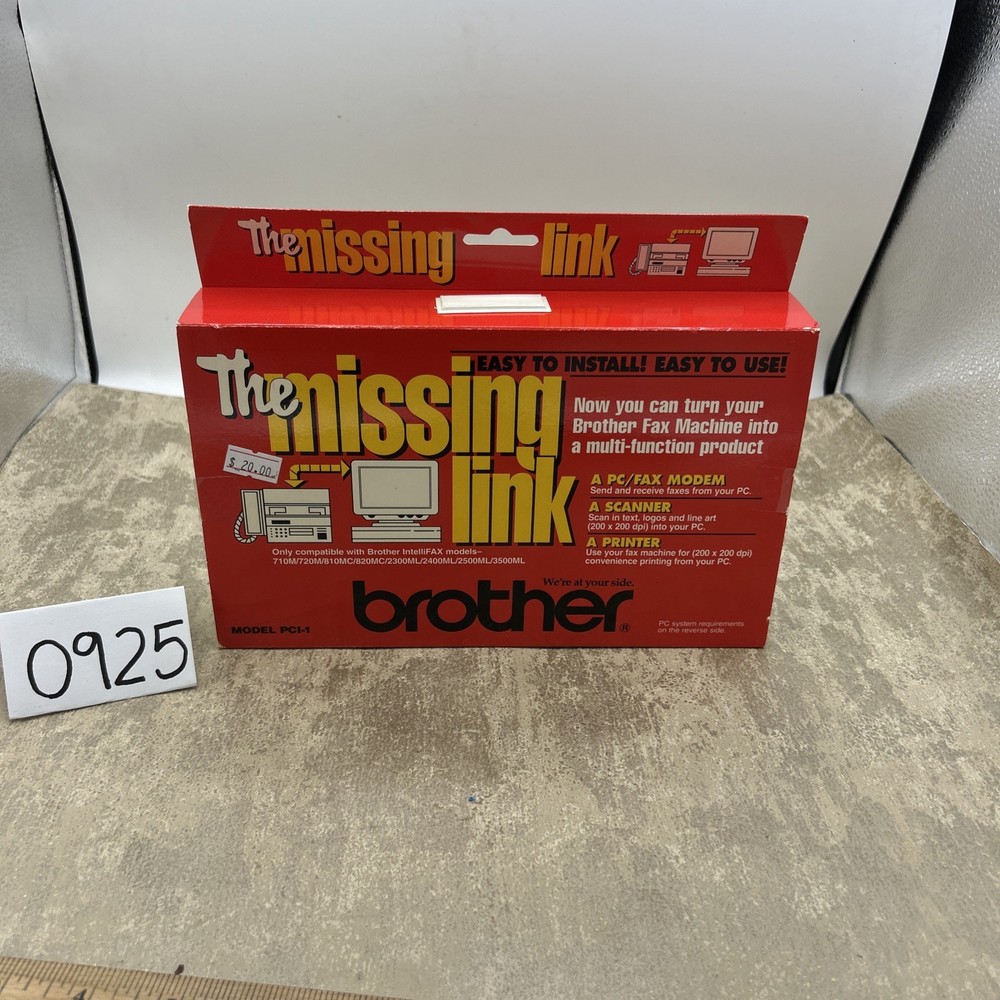 The missing link
The missing link
EASY TO INSTALL! EASY TO USE!
Now you can turn your
Brother Fax Machine into
a multi-function product
$ 20.00
A PC/FAX MODEM
Send and receive faxes from your PC.
A SCANNER
Scan in text, logos and line art
(200 x 200 dpi) into your PC.
A PRINTER
Use your fax machine for (200 x 200 dpi)
convenience printing from your PC.
Only compatible with Brother IntelliFAX models–
710M/720M/810MC/820MC/2300ML/2400ML/2500ML/3500ML
We're at your side.
brother®
MODEL PCI-1
PC system requirements
on the reverse side.
0925